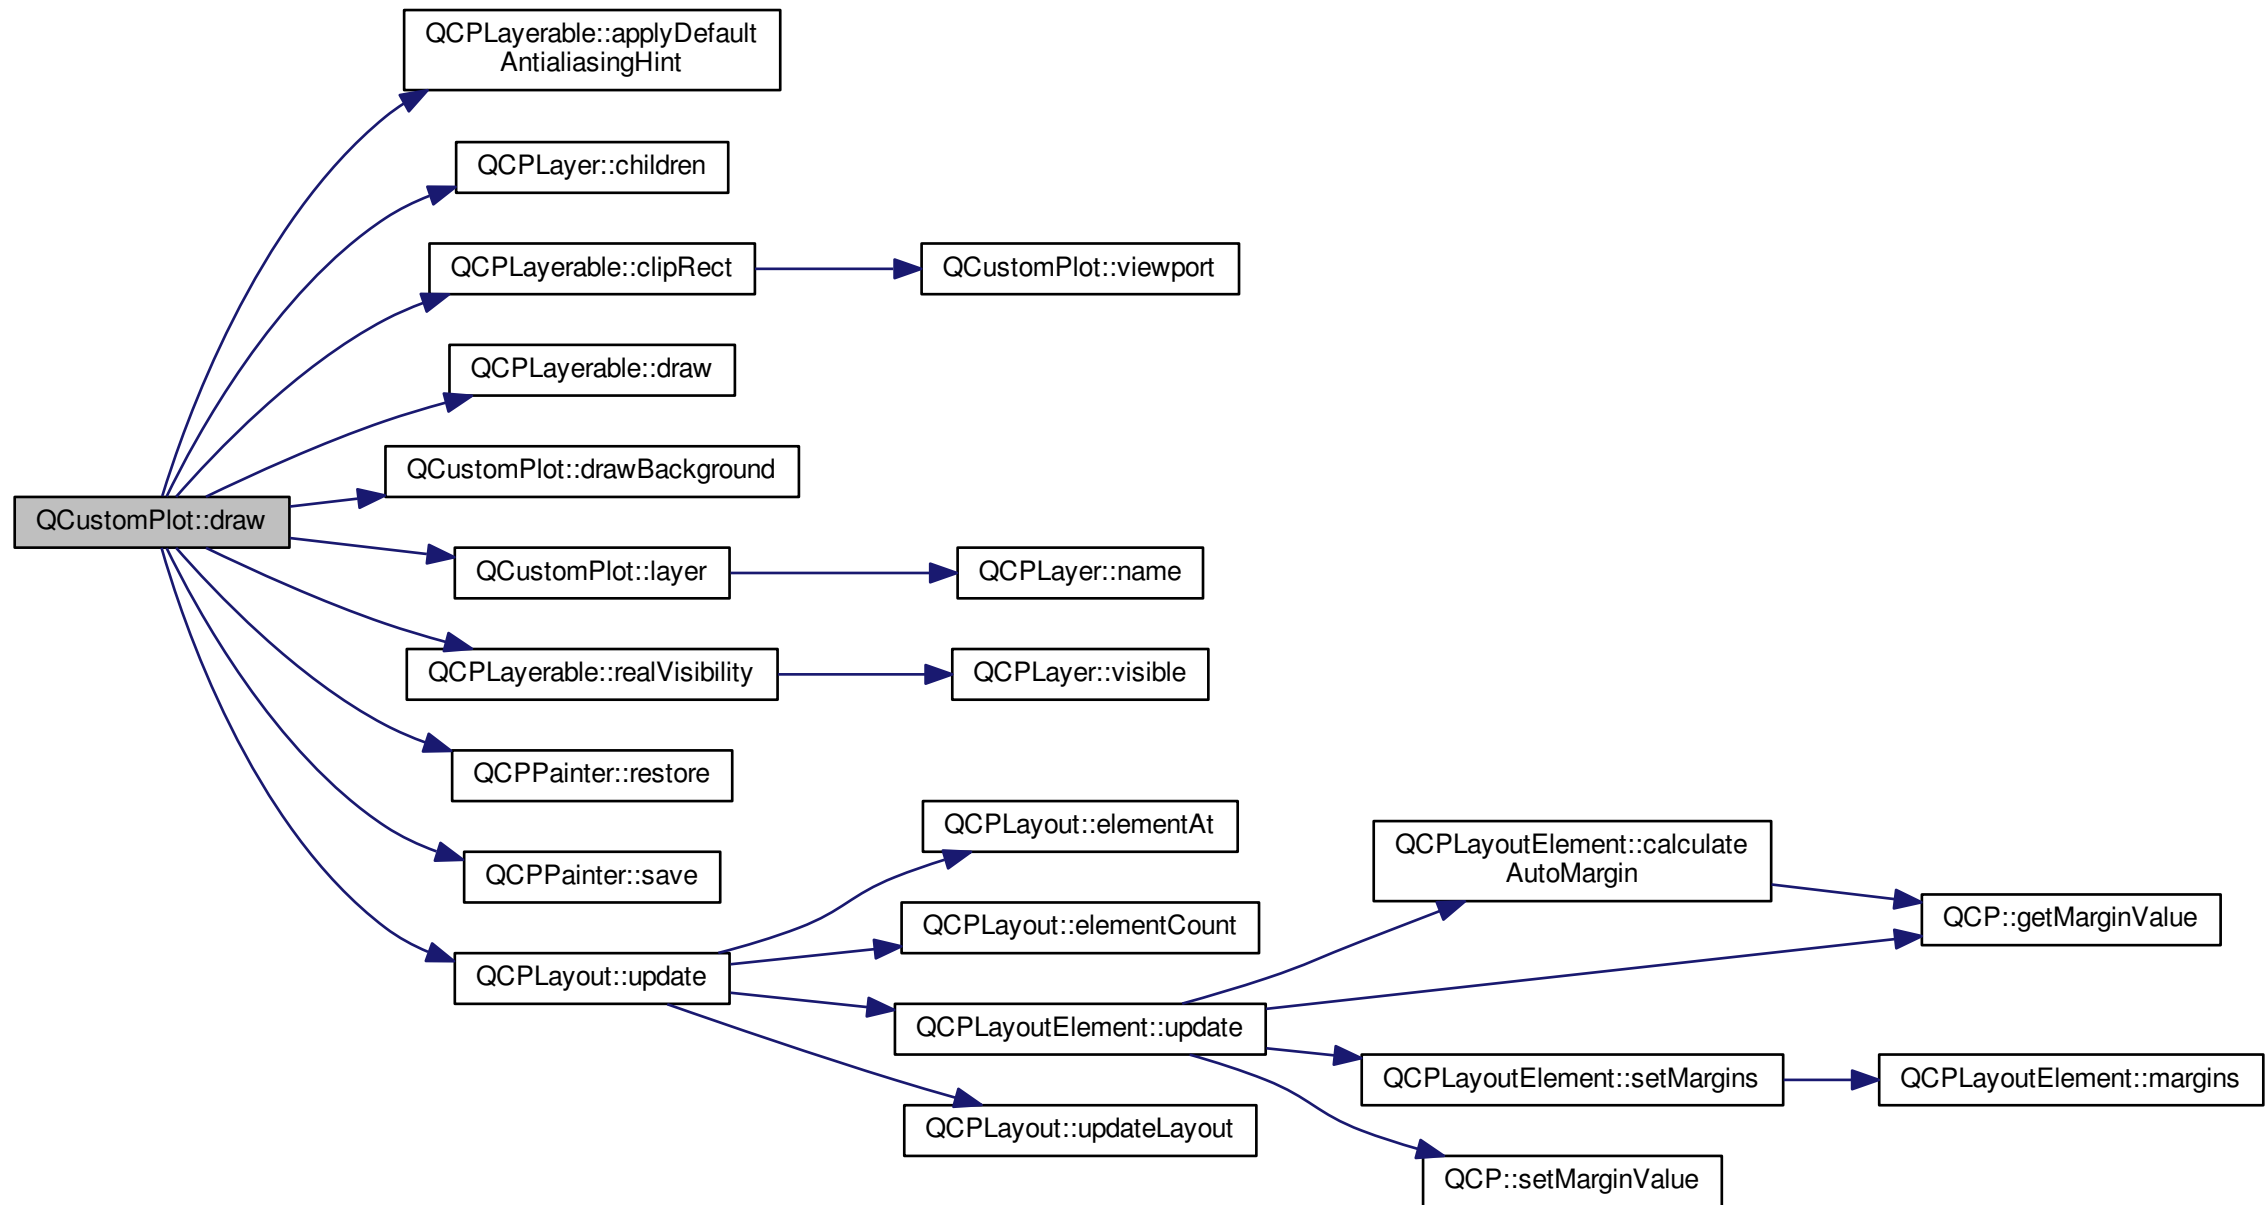 QCPLayerable::applyDefault
AntialiasingHint
QCPLayer::children
QCPLayerable::clipRect
QCustomPlot::viewport
QCPLayerable::draw
QCustomPlot::drawBackground
QCustomPlot::draw
QCustomPlot::layer
QCPLayer::name
QCPLayerable::realVisibility
QCPLayer::visible
QCPPainter::restore
QCPLayout::elementAt
QCPLayoutElement::calculate
AutoMargin
QCPPainter::save
QCPLayout::elementCount
QCP::getMarginValue
QCPLayout::update
QCPLayoutElement::update
QCPLayoutElement::setMargins
QCPLayoutElement::margins
QCPLayout::updateLayout
QCP::setMarginValue